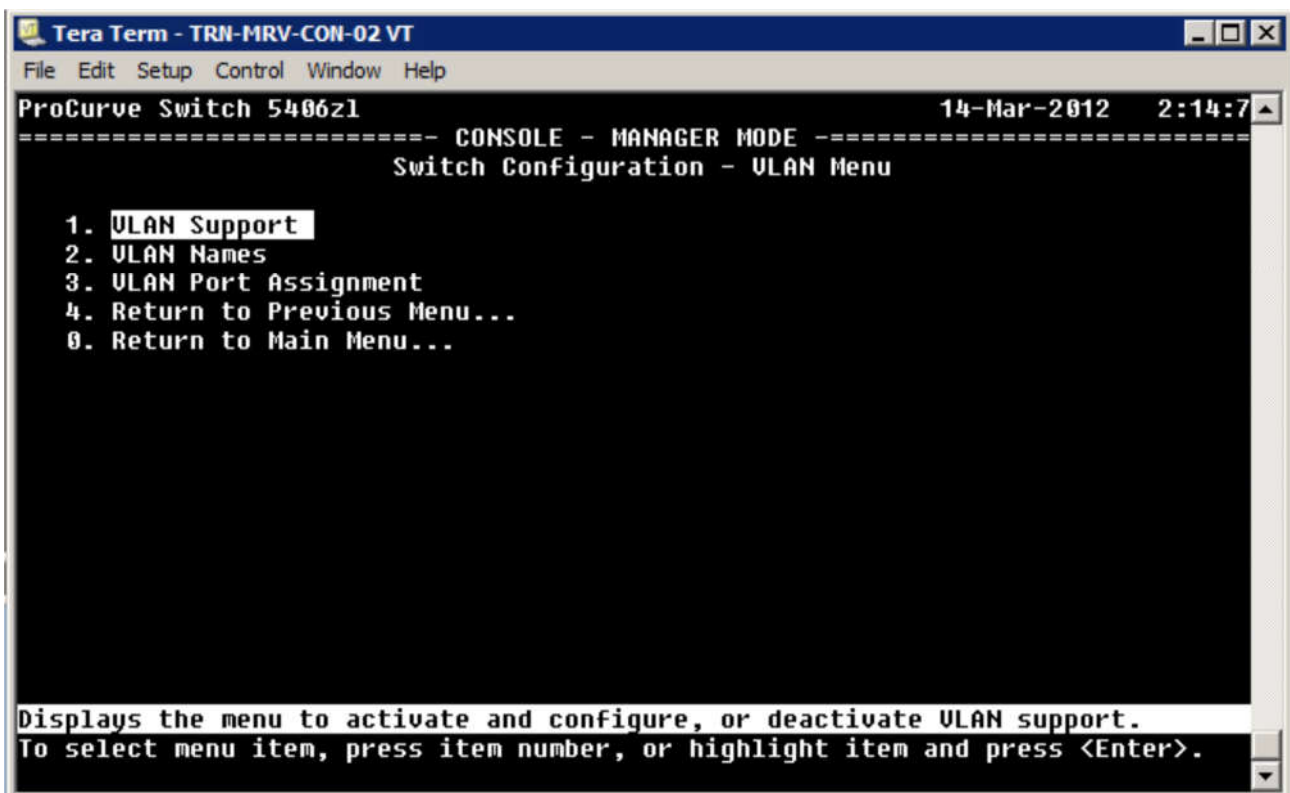 Tera Term - TRN-MRV-CON-02 VT
File Edit Setup Control Window Help
ProCurve Switch 5406zl 14-Mar-2012 2:14:7
==========================- CONSOLE - MANAGER MODE -===========================
Switch Configuration - VLAN Menu
1. VLAN Support
2. VLAN Names
3. VLAN Port Assignment
4. Return to Previous Menu...
0. Return to Main Menu...
Displays the menu to activate and configure, or deactivate VLAN support.
To select menu item, press item number, or highlight item and press <Enter>.